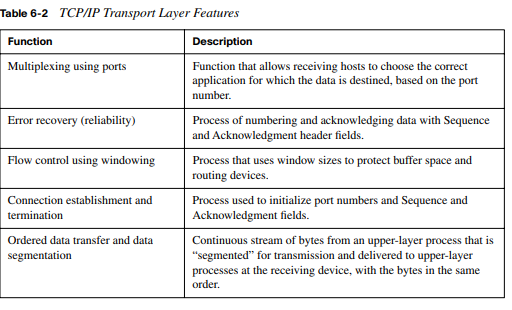 Table 6-2 TCP/IP Transport Layer Features
Function Description
Multiplexing using ports Function that allows receiving hosts to choose the correct
application for which the data is destined, based on the port
number.
Error recovery (reliability) Process of numbering and acknowledging data with Sequence
and Acknowledgment header fields.
Flow control using windowing Process that uses window sizes to protect buffer space and
routing devices.
Connection establishment and
termination
Process used to initialize port numbers and Sequence and
Acknowledgment fields.
Ordered data transfer and data
segmentation
Continuous stream of bytes from an upper-layer process that is
“segmented” for transmission and delivered to upper-layer
processes at the receiving device, with the bytes in the same
order.